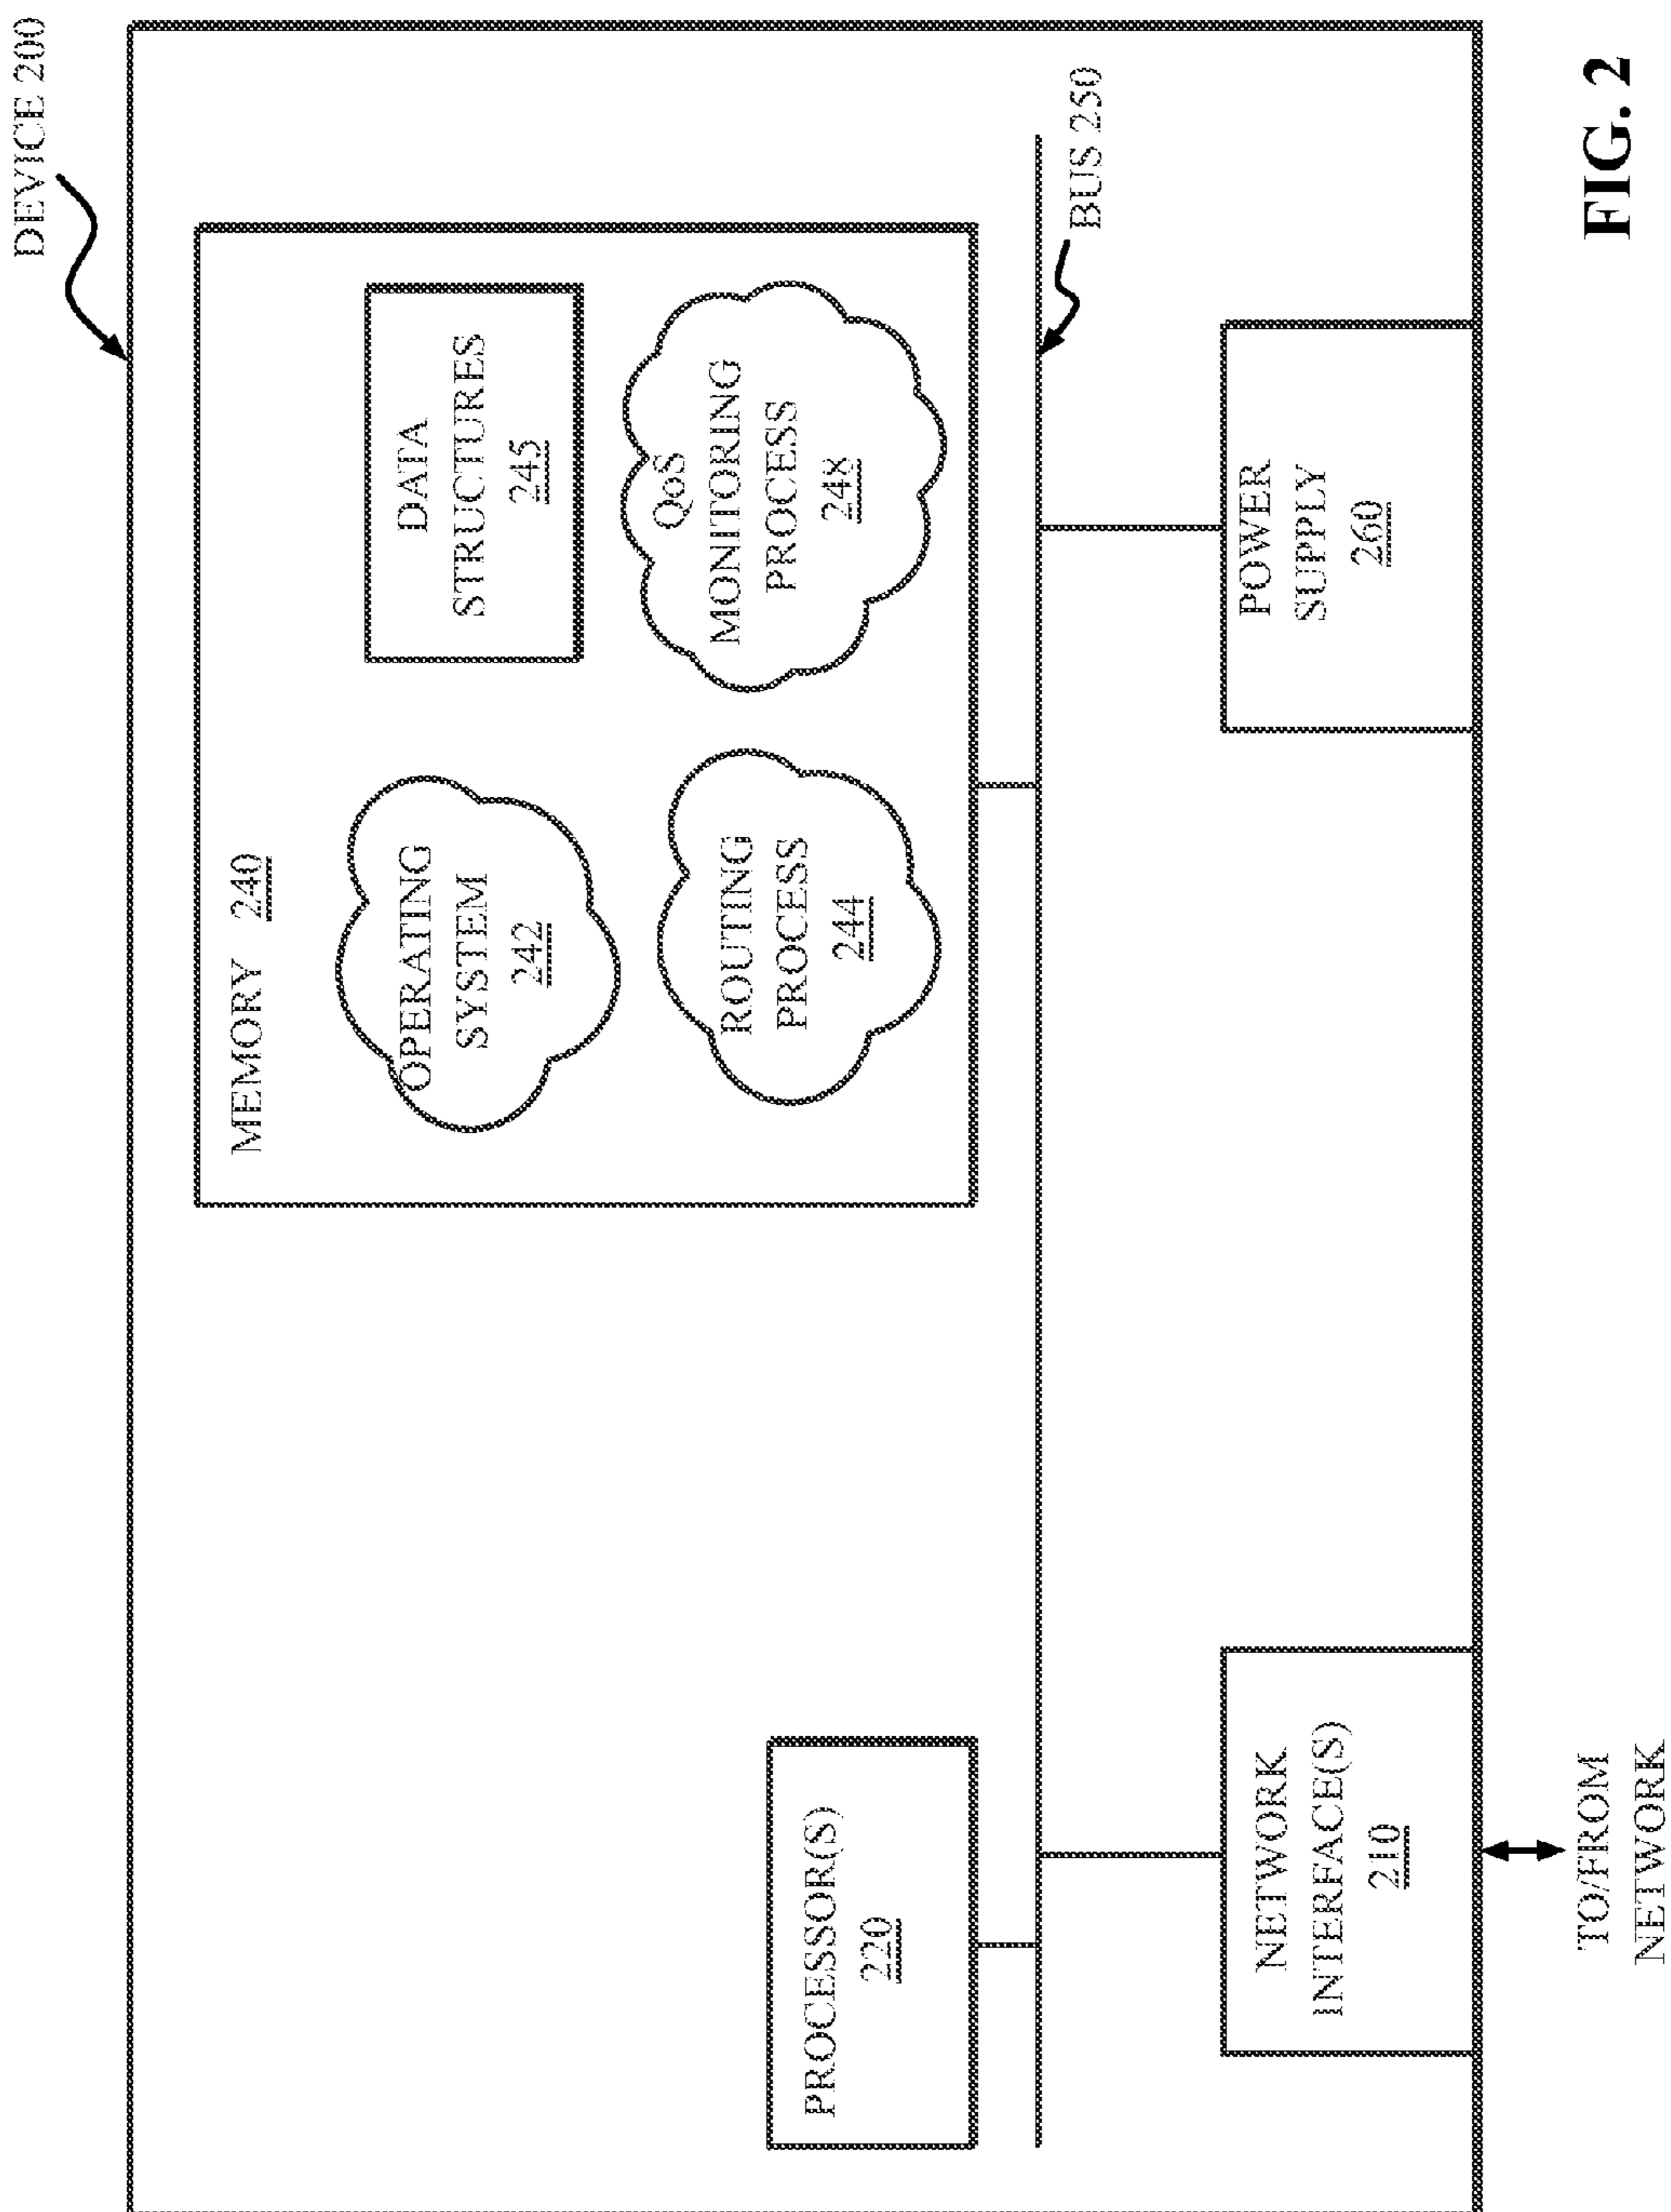 DEVICE 200
MEMORY 240
OPERATING
SYSTEM
242
DATA
STRUCTURES
245
ROUTING
PROCESS
244
QoS
MONITORING
PROCESS
248
PROCESSOR(S)
220
BUS 250
NETWORK
INTERFACE(S)
210
POWER
SUPPLY
260
TO/FROM
NETWORK
FIG. 2